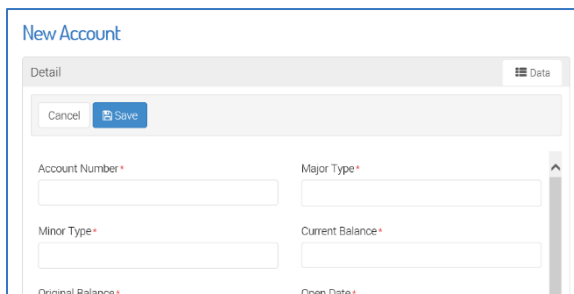 New Account
Detail
Data
Cancel
Save
Account Number*
Major Type*
Minor Type*
Current Balance*
Original Balance*
Open Date*